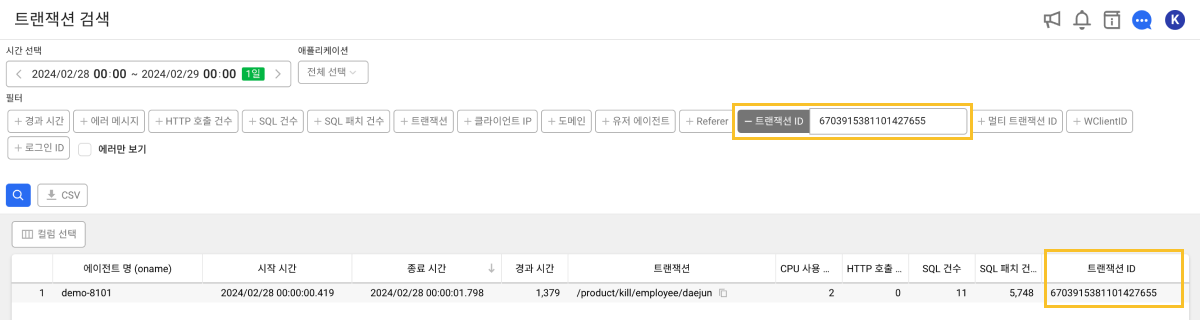 트랜잭션 검색
K
시간 선택
애플리케이션
2024/02/28 00:00 ~ 2024/02/29 00:00 1일
전체 선택
필터
+ 경과 시간 + 에러 메시지 + HTTP 호출 건수 + SQL 건수 + SQL 패치 건수 + 트랜잭션 + 클라이언트 IP + 도메인 + 유저 에이전트 + Referer − 트랜잭션 ID 6703915381101427655 + 멀티 트랜잭션 ID + WClientID
+ 로그인 ID 에러만 보기
CSV
컬럼 선택
에이전트 명 (oname) 시작 시간 종료 시간 ↓ 경과 시간 트랜잭션 CPU 사용 ... HTTP 호출 ... SQL 건수 SQL 패치 건... 트랜잭션 ID
1 demo-8101 2024/02/28 00:00:00.419 2024/02/28 00:00:01.798 1,379 /product/kill/employee/daejun 2 0 11 5,748 6703915381101427655